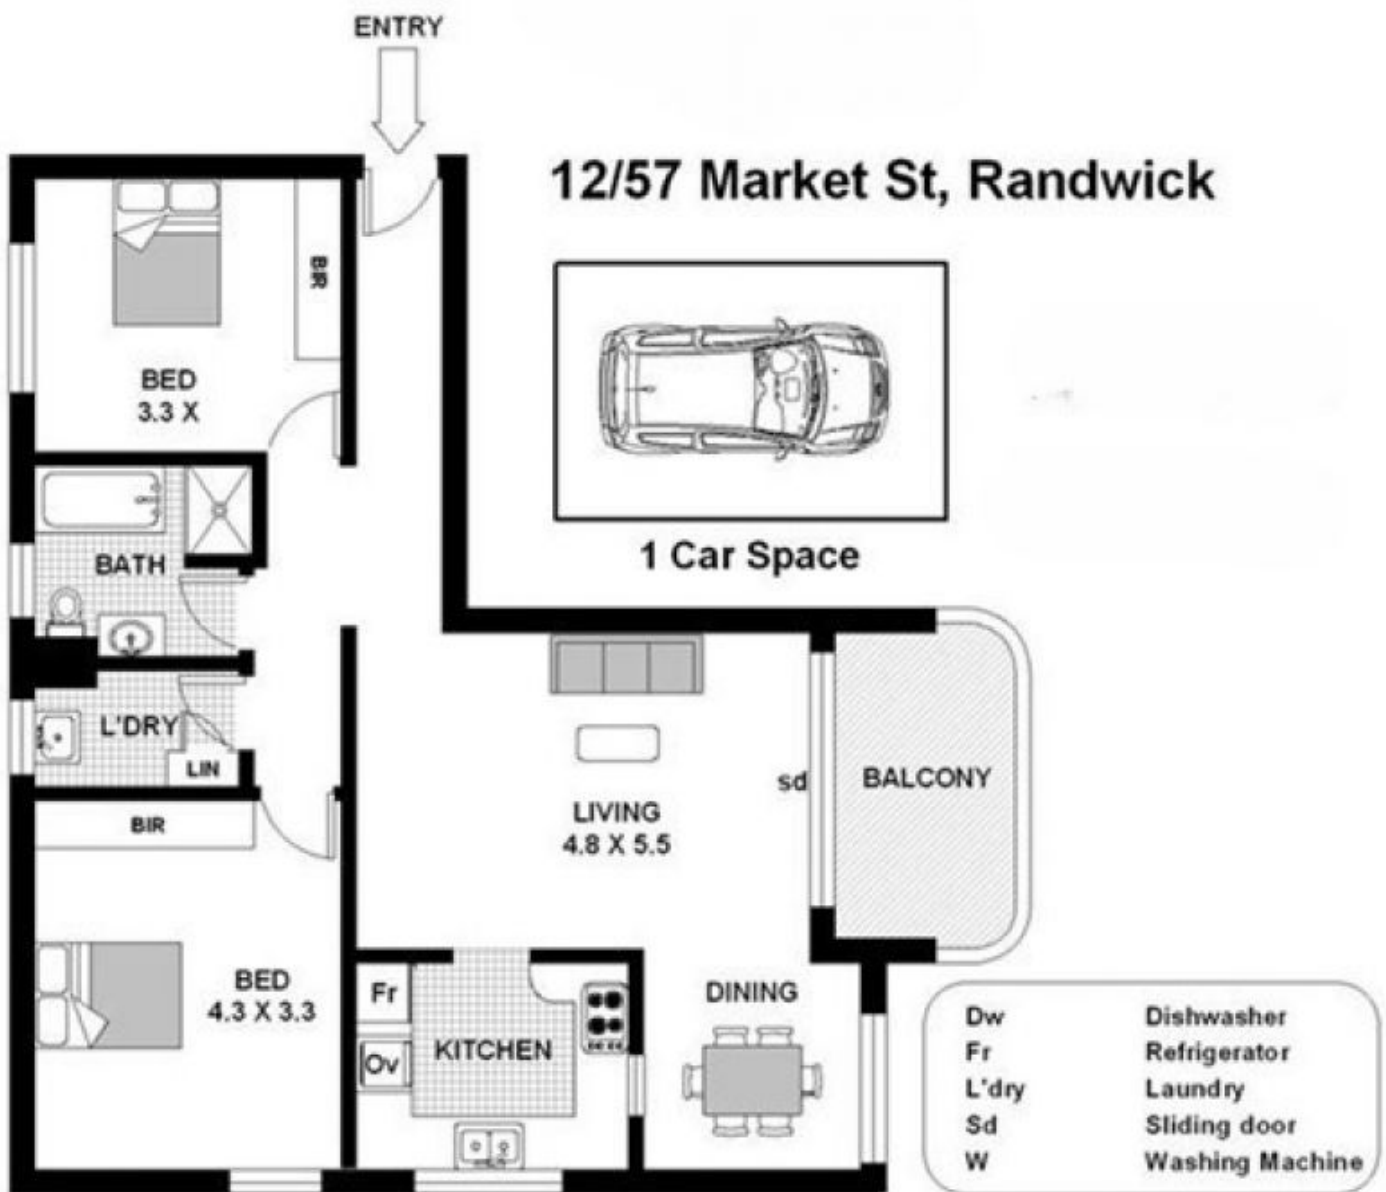 ENTRY
12/57 Market St, Randwick
BIR
BED
3.3 X
1 Car Space
BATH
L'DRY
LIN
BIR
LIVING
4.8 X 5.5
sd
BALCONY
BED
4.3 X 3.3
Fr
Ov
KITCHEN
DINING
Dw Dishwasher
Fr Refrigerator
L'dry Laundry
Sd Sliding door
W Washing Machine